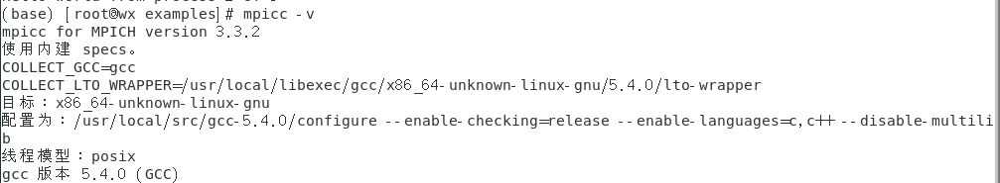 (base) [root@wx examples]# mpicc -v
mpicc for MPICH version 3.3.2
使用内建 specs。
COLLECT_GCC=gcc
COLLECT_LTO_WRAPPER=/usr/local/libexec/gcc/x86_64-unknown-linux-gnu/5.4.0/lto-wrapper
目标：x86_64-unknown-linux-gnu
配置为：/usr/local/src/gcc-5.4.0/configure --enable-checking=release --enable-languages=c,c++ --disable-multili
b
线程模型：posix
gcc 版本 5.4.0 (GCC)